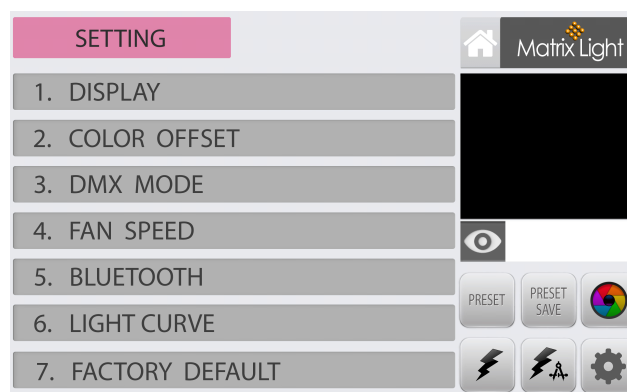 SETTING
Matrix Light
1. DISPLAY
2. COLOR OFFSET
3. DMX MODE
4. FAN SPEED
5. BLUETOOTH
6. LIGHT CURVE
7. FACTORY DEFAULT
PRESET
PRESET
SAVE
A